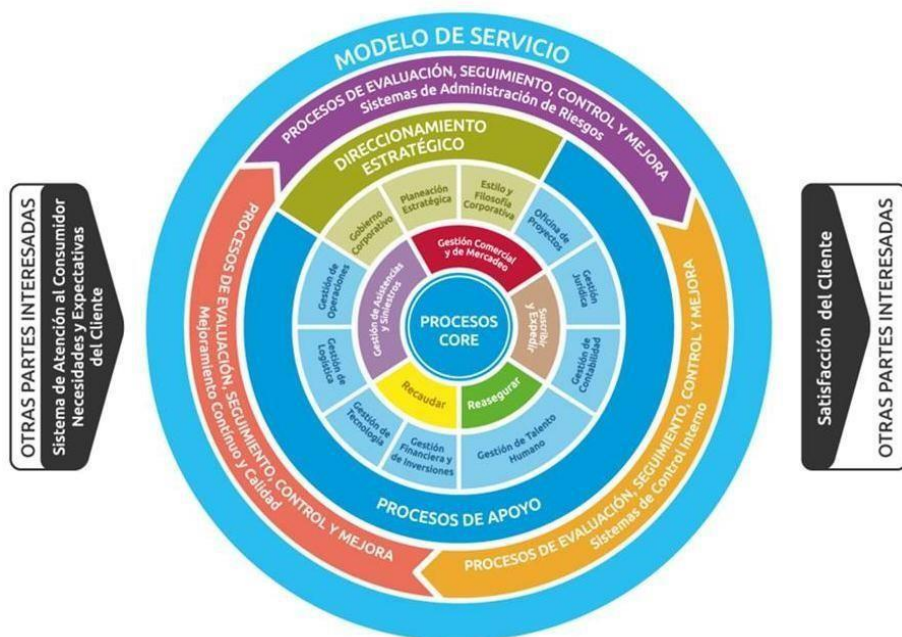 OTRAS PARTES INTERESADAS
Sistema de Atención al Consumidor
Necesidades y Expectativas
del Cliente
MODELO DE SERVICIO
PROCESOS DE EVALUACIÓN, SEGUIMIENTO, CONTROL Y MEJORA
Sistemas de Administración de Riesgos
PROCESOS DE EVALUACIÓN, SEGUIMIENTO, CONTROL Y MEJORA
Sistemas de Control Interno
PROCESOS DE EVALUACIÓN, SEGUIMIENTO, CONTROL Y MEJORA
Mejoramiento Contínuo y Calidad
DIRECCIONAMIENTO
ESTRATÉGICO
Gobierno
Corporativo
Planeación
Estratégica
Estilo y
Filosofía
Corporativa
Oficina de
Proyectos
Gestión
Jurídica
Gestión de
Contabilidad
Gestión de Talento
Humano
Gestión
Financiera y
de Inversiones
Gestión de
Tecnología
Gestión de
Logística
Gestión de
Operaciones
PROCESOS DE APOYO
Gestión Comercial
y de Mercadeo
Suscribir
y Expedir
Reasegurar
Recaudar
Gestión de Asistencias
y Siniestros
PROCESOS
CORE
Satisfacción del Cliente
OTRAS PARTES INTERESADAS